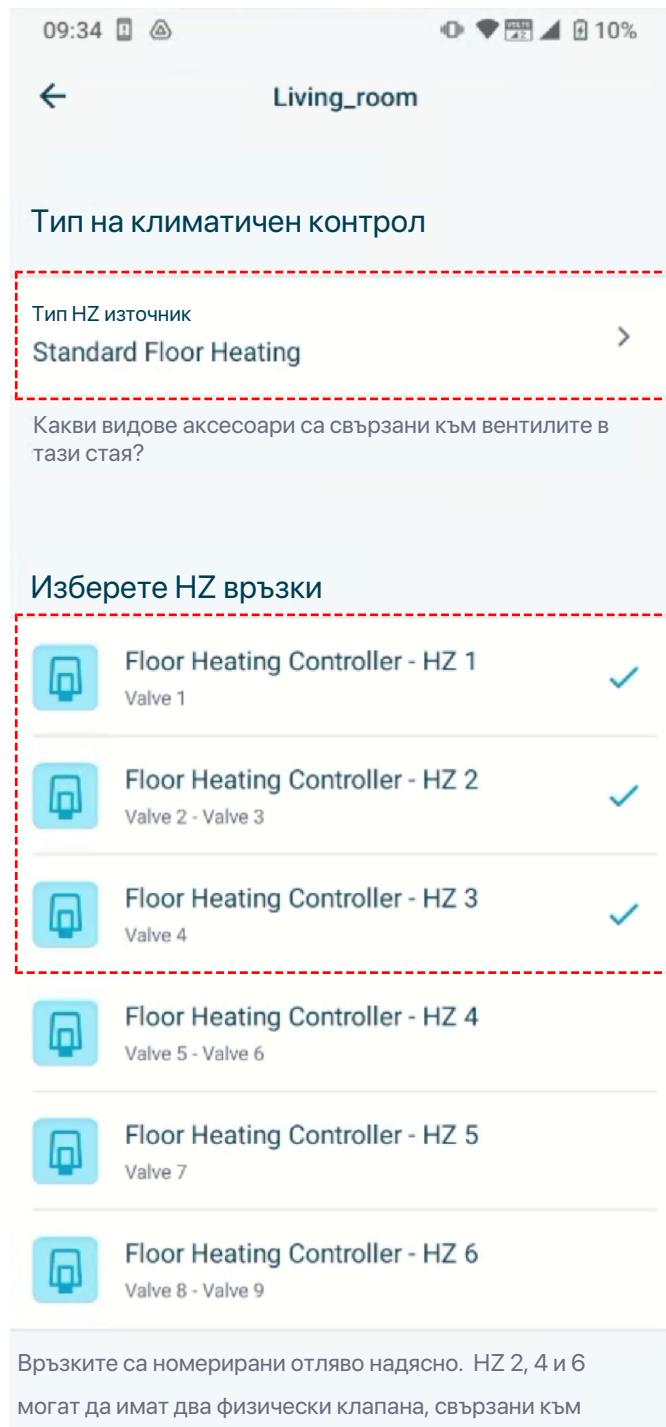 09:34 10%
Living_room
Тип на климатичен контрол
Тип HZ източник
Standard Floor Heating
Какви видове аксесоари са свързани към вентилите в
тази стая?
Изберете HZ връзки
Floor Heating Controller - HZ 1
Valve 1
Floor Heating Controller - HZ 2
Valve 2 - Valve 3
Floor Heating Controller - HZ 3
Valve 4
Floor Heating Controller - HZ 4
Valve 5 - Valve 6
Floor Heating Controller - HZ 5
Valve 7
Floor Heating Controller - HZ 6
Valve 8 - Valve 9
Връзките са номерирани отляво надясно. HZ 2, 4 и 6
могат да имат два физически клапана, свързани към